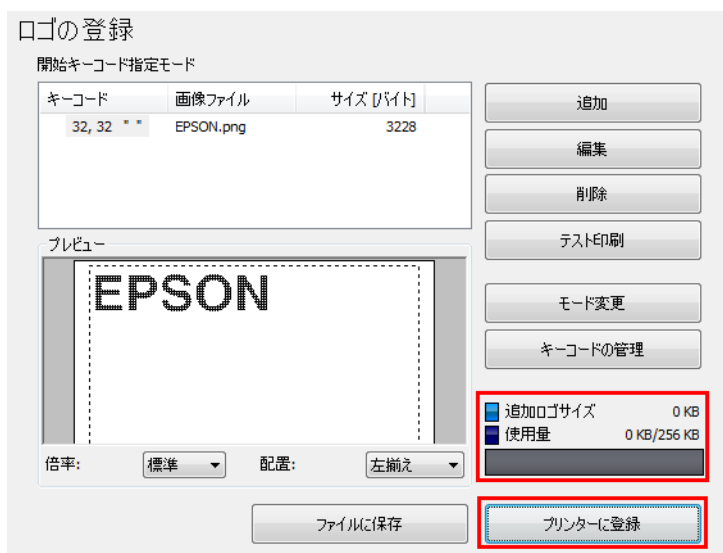 ロゴの登録
開始キーコード指定モード
キーコード 画像ファイル サイズ [バイト]
32, 32 " " EPSON.png 3228
追加
編集
削除
テスト印刷
プレビュー
EPSON
モード変更
キーコードの管理
追加ロゴサイズ 0 KB
使用量 0 KB/256 KB
倍率: 標準 配置: 左揃え
ファイルに保存 プリンターに登録